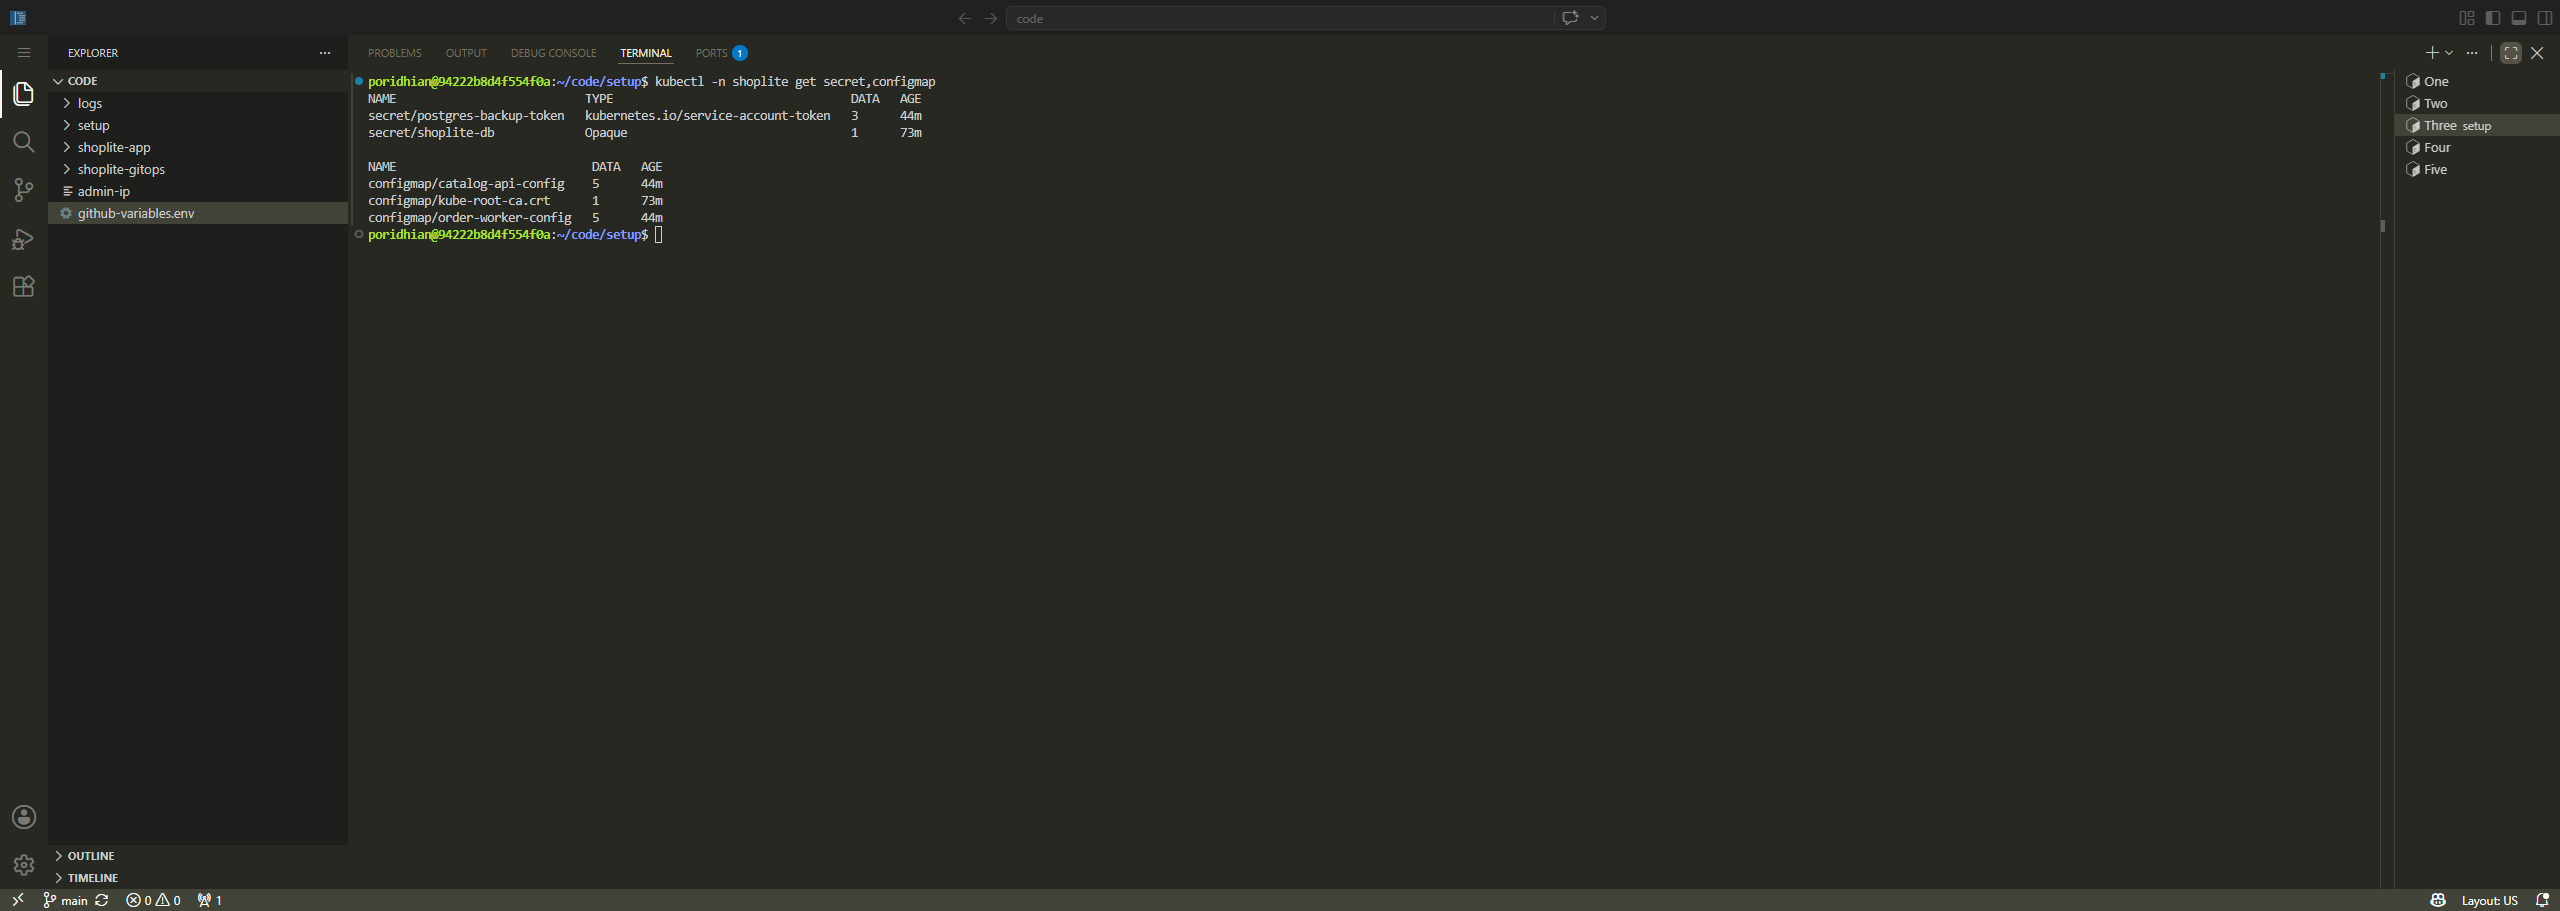 code
EXPLORER
PROBLEMS OUTPUT DEBUG CONSOLE TERMINAL PORTS 1
CODE
logs
setup
shoplite-app
shoplite-gitops
admin-ip
github-variables.env
poridhian@94222b8d4f554f0a:~/code/setup$ kubectl -n shoplite get secret,configmap
NAME TYPE DATA AGE
secret/postgres-backup-token kubernetes.io/service-account-token 3 44m
secret/shoplite-db Opaque 1 73m
NAME DATA AGE
configmap/catalog-api-config 5 44m
configmap/kube-root-ca.crt 1 73m
configmap/order-worker-config 5 44m
poridhian@94222b8d4f554f0a:~/code/setup$
One
Two
Three setup
Four
Five
OUTLINE
TIMELINE
main 0 0 1 Layout: US